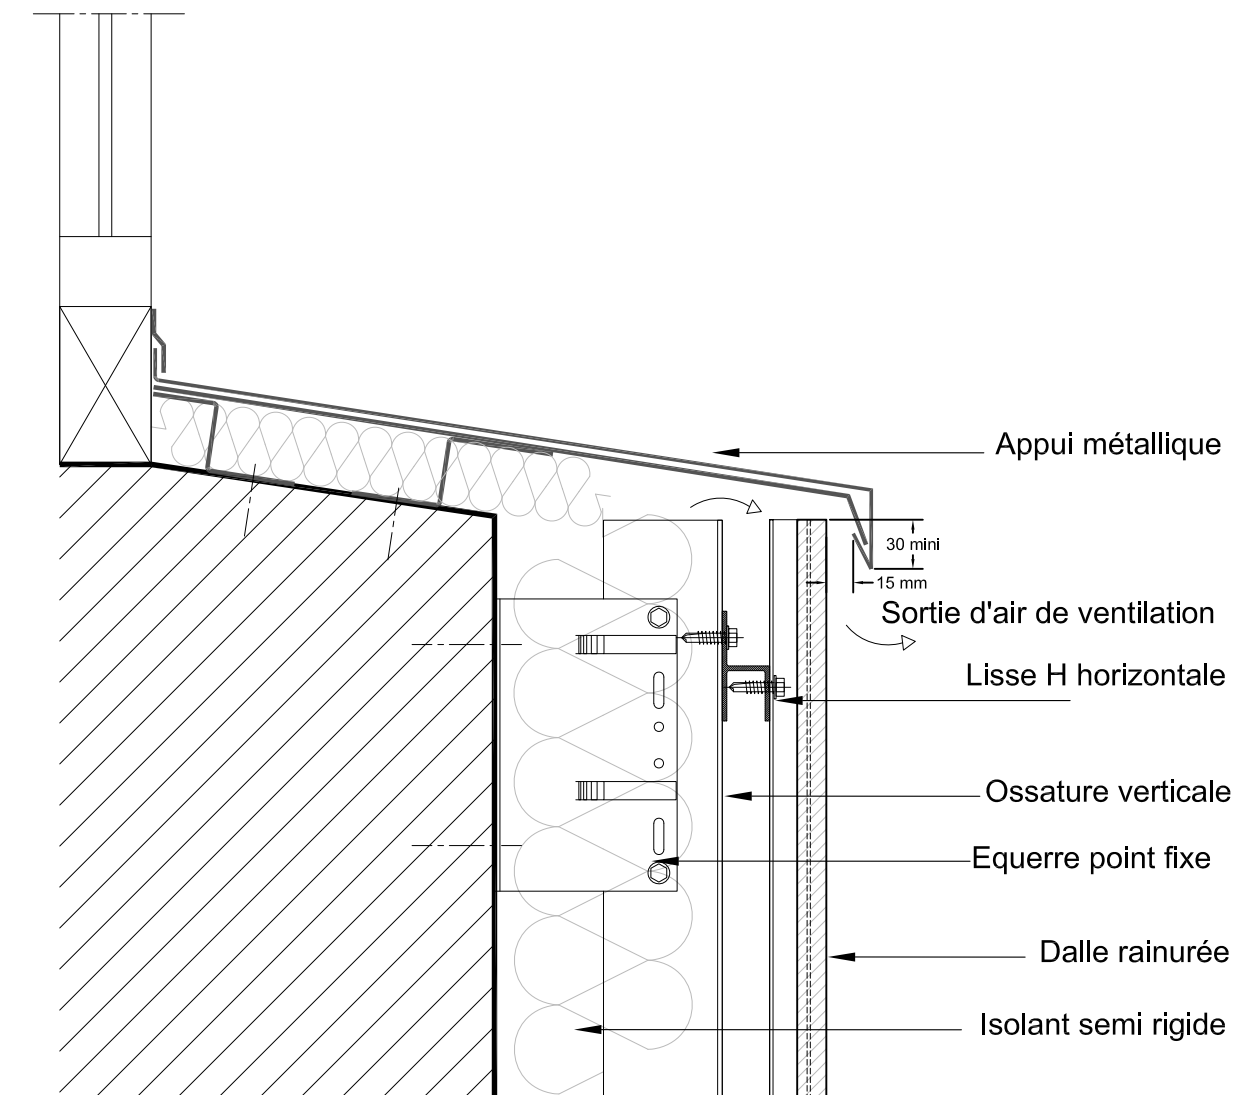 Appui métallique
30 mini
15 mm
Sortie d'air de ventilation
Lisse H horizontale
Ossature verticale
Equerre point fixe
Dalle rainurée
Isolant semi rigide